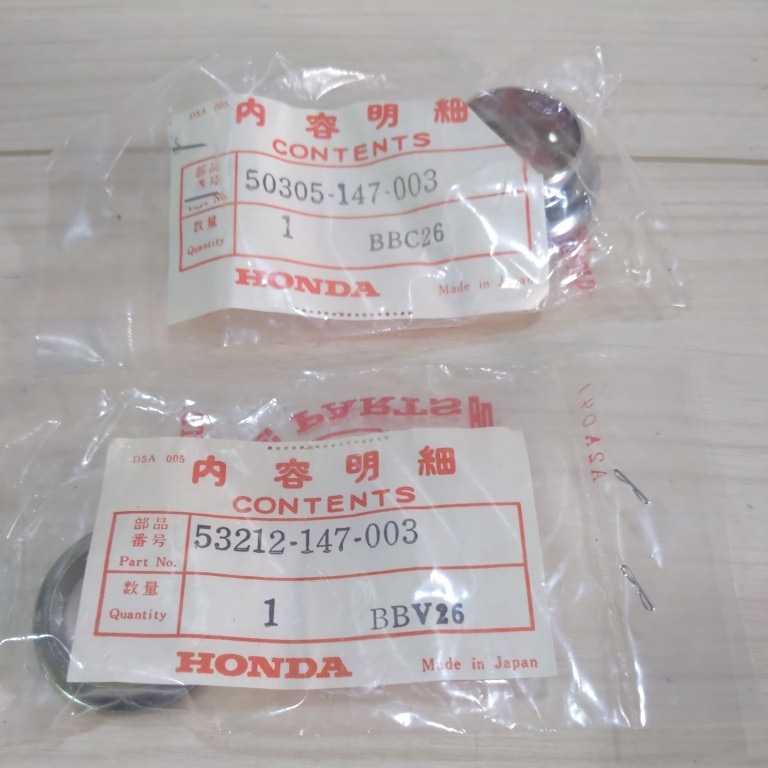 DSA 005
内容明細
CONTENTS
部品
番号
50305-147-003
Part No.
数量
Quantity
1
BBC26
HONDA
Made in Japan
PARTS
DSA 005
内容明細
CONTENTS
部品
番号
Part No.
53212-147-003
数量
Quantity
1
BBV26
HONDA
Made in Japan